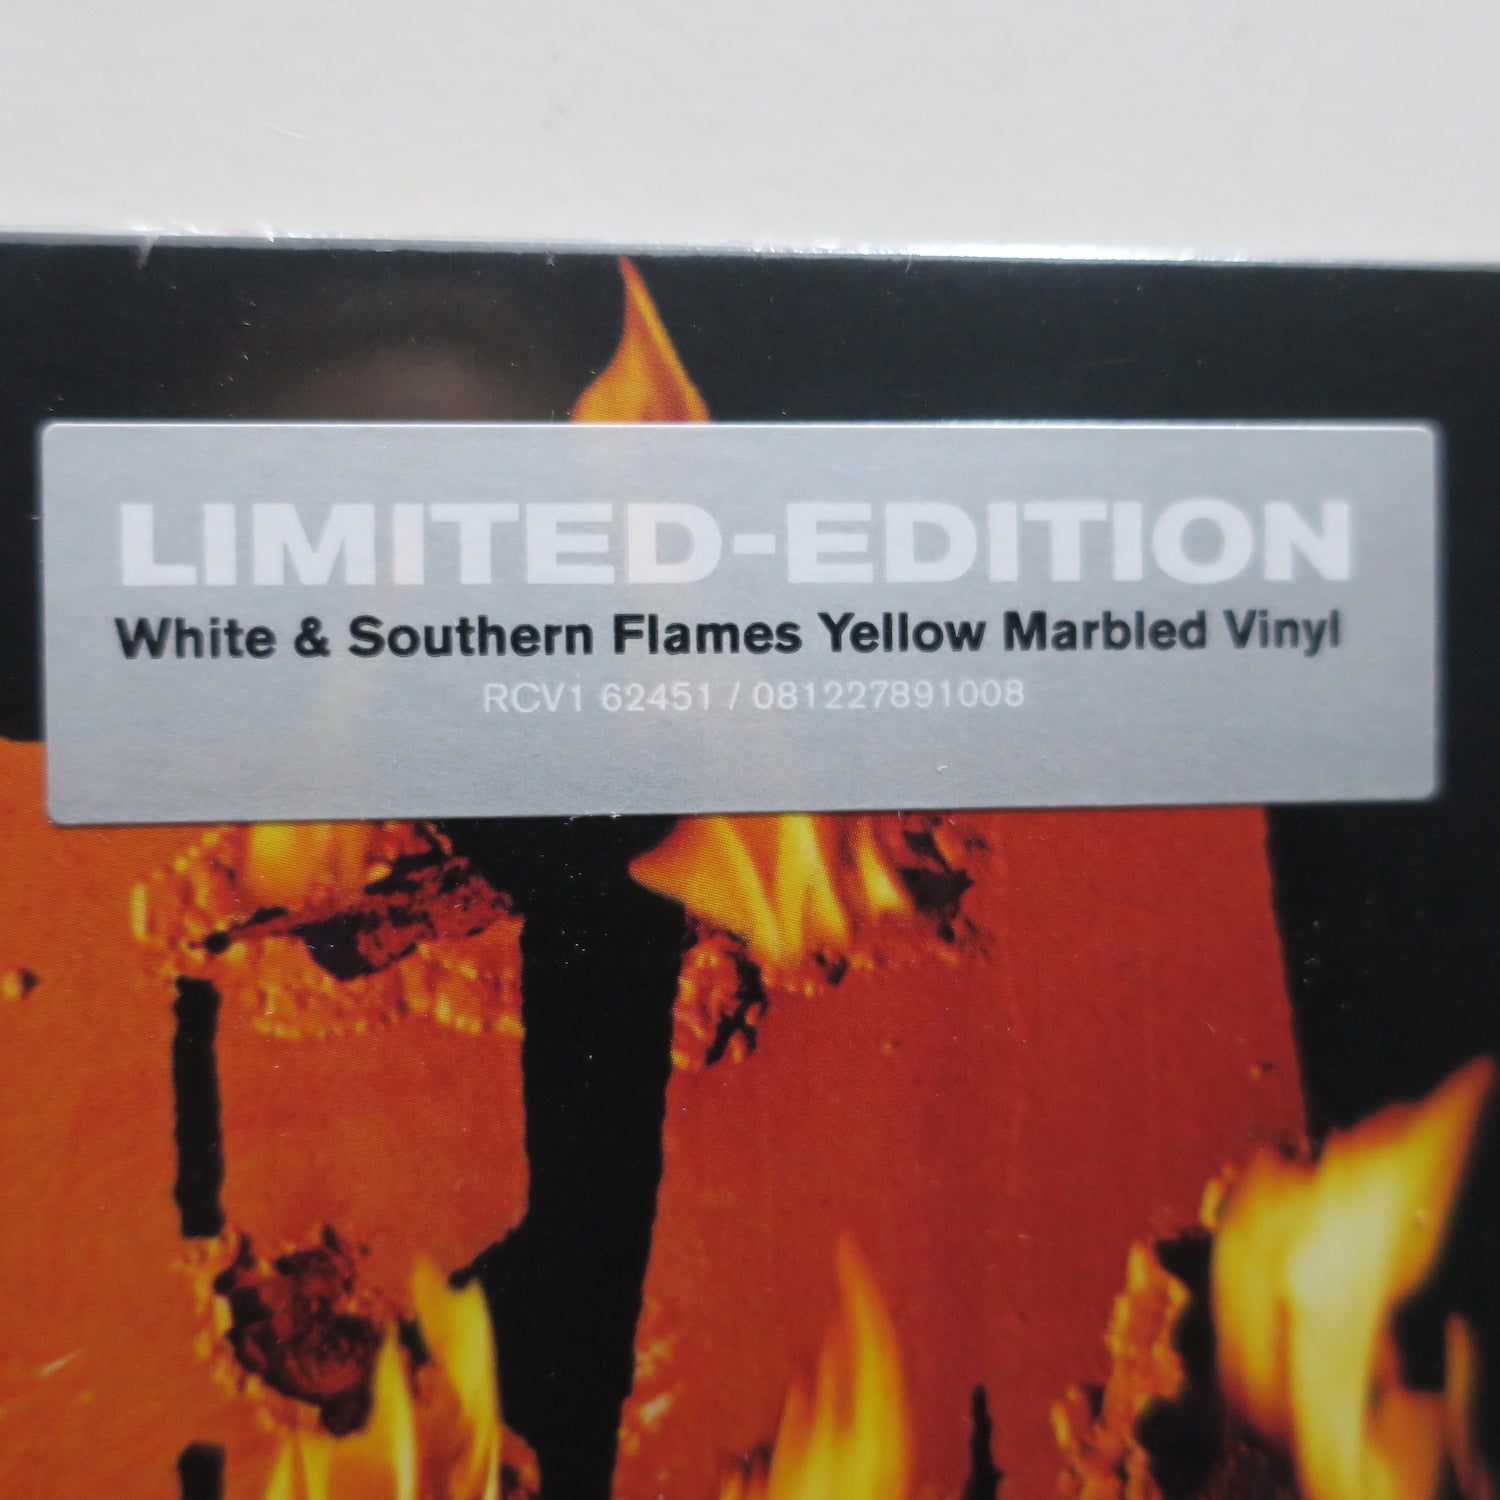 LIMITED-EDITION
White & Southern Flames Yellow Marbled Vinyl
RCV1 62451 / 081227891008